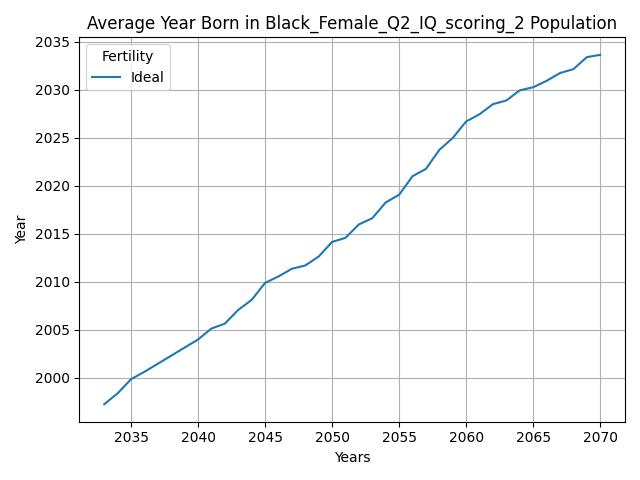 Average Year Born in Black_Female_Q2_IQ_scoring_2 Population
Fertility
Ideal
2035
2030
2025
2020
2015
2010
2005
2000
Year
2035 2040 2045 2050 2055 2060 2065 2070
Years